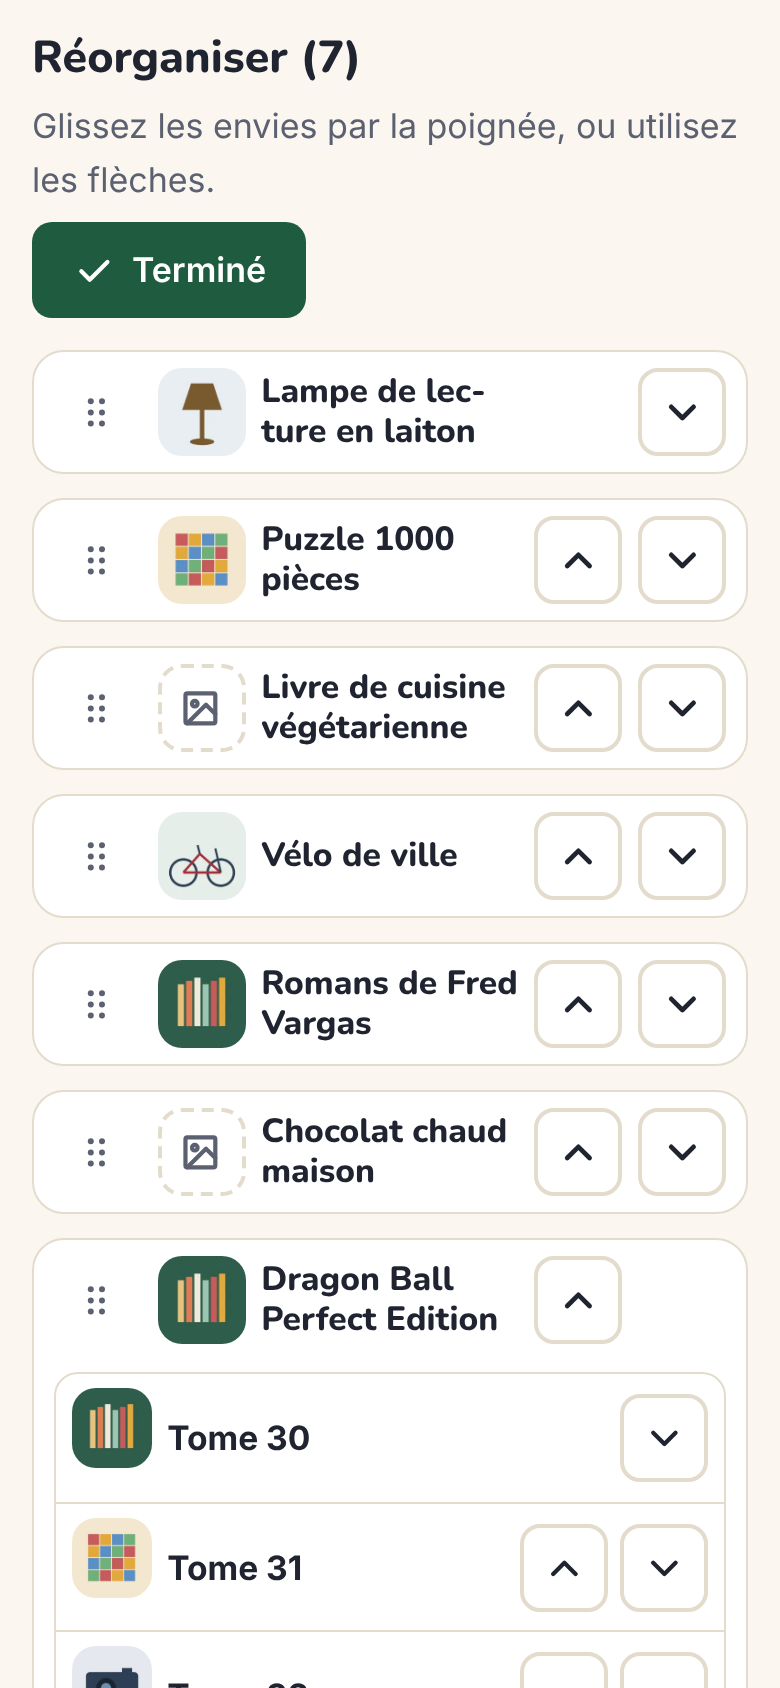 Réorganiser (7)
Glissez les envies par la poignée, ou utilisez
les flèches.
Terminé
Lampe de lec-
ture en laiton
Puzzle 1000
pièces
Livre de cuisine
végétarienne
Vélo de ville
Romans de Fred
Vargas
Chocolat chaud
maison
Dragon Ball
Perfect Edition
Tome 30
Tome 31